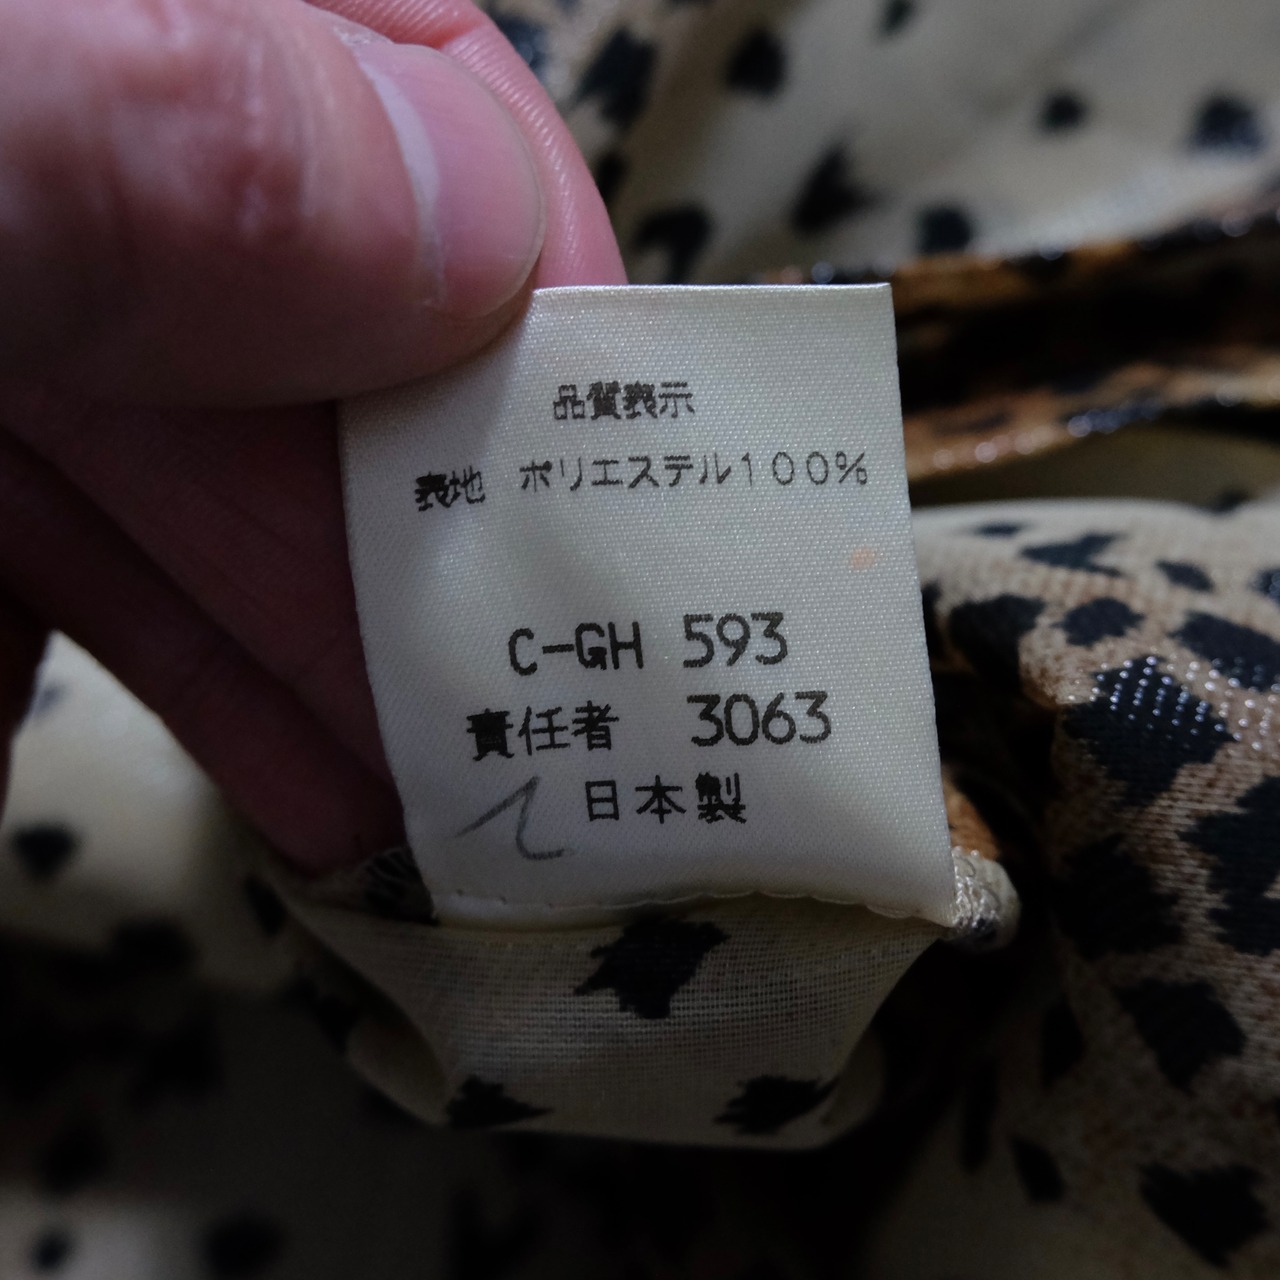 品質表示
表地 ポリエステル100%
C-GH 593
責任者 3063
日本製